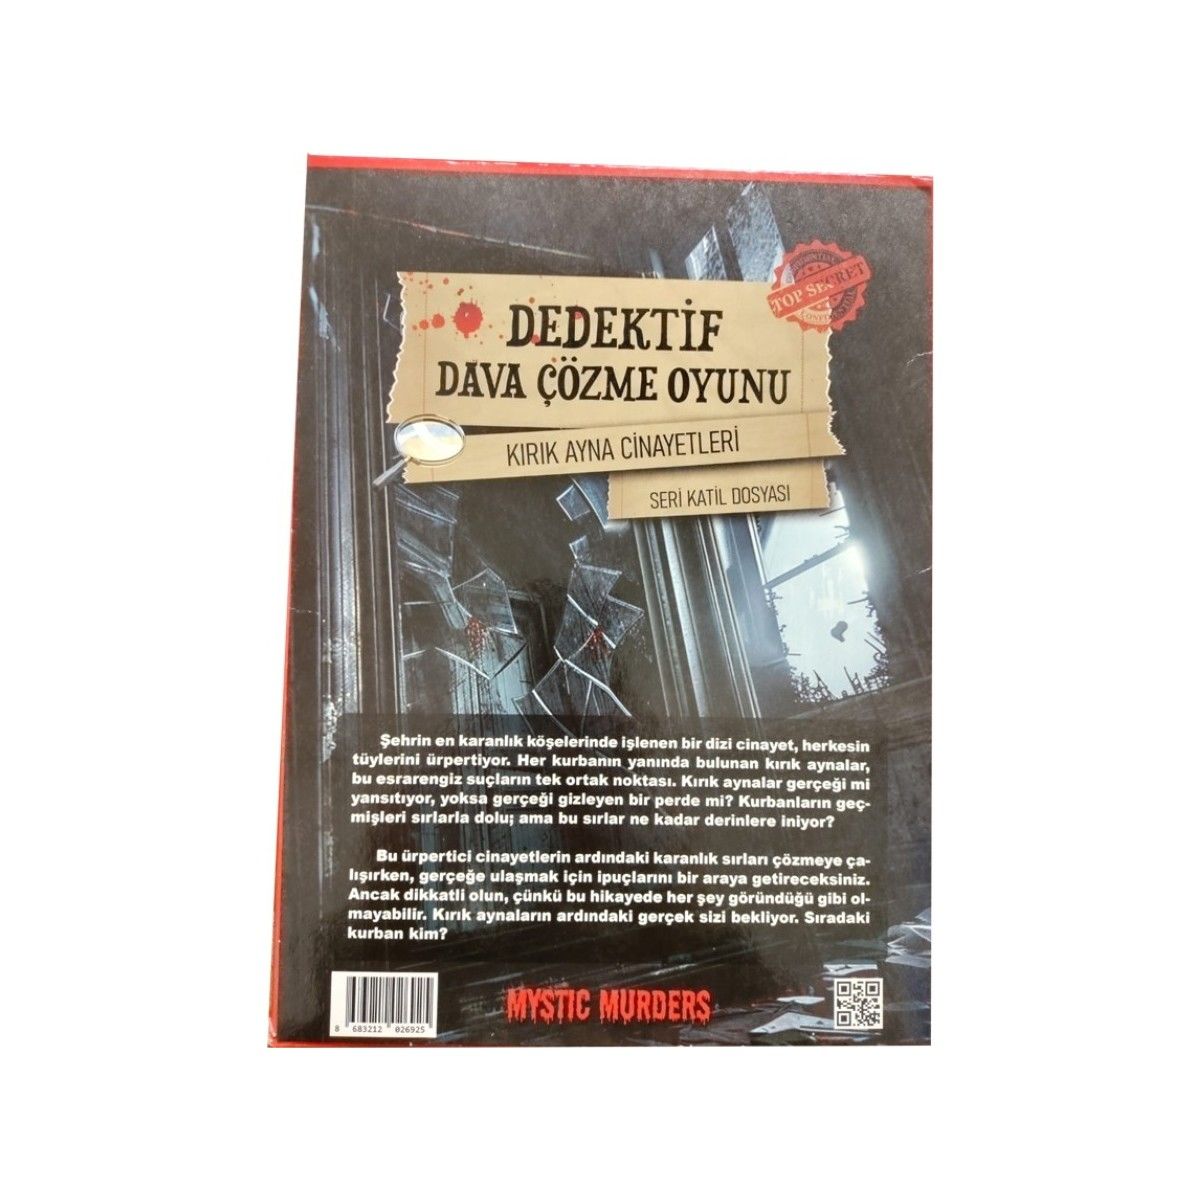 TOP SECRET
DEDEKTİF
DAVA ÇÖZME OYUNU
KIRIK AYNA CİNAYETLERİ
SERİ KATİL DOSYASI
Şehrin en karanlık köşelerinde işlenen bir dizi cinayet, herkesin
tüylerini ürpertiyor. Her kurbanın yanında bulunan kırık aynalar,
bu esrarengiz suçların tek ortak noktası. Kırık aynalar gerçeği mi
yansıtıyor, yoksa gerçeği gizleyen bir perde mi? Kurbanların geç-
mişleri sırlarla dolu; ama bu sırlar ne kadar derinlere iniyor?
Bu ürpertici cinayetlerin ardındaki karanlık sırları çözmeye ça-
lışırken, gerçeğe ulaşmak için ipuçlarını bir araya getireceksiniz.
Ancak dikkatli olun, çünkü bu hikayede her şey göründüğü gibi ol-
mayabilir. Kırık aynaların ardındaki gerçek sizi bekliyor. Sıradaki
kurban kim?
MYSTIC MURDERS
8 683212 026925